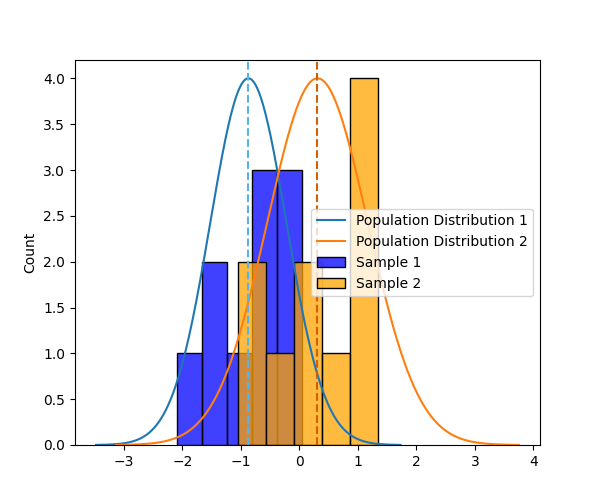 4.0
3.5
3.0
2.5
2.0
1.5
1.0
0.5
0.0
Count
Population Distribution 1
Population Distribution 2
Sample 1
Sample 2
−3 −2 −1 0 1 2 3 4